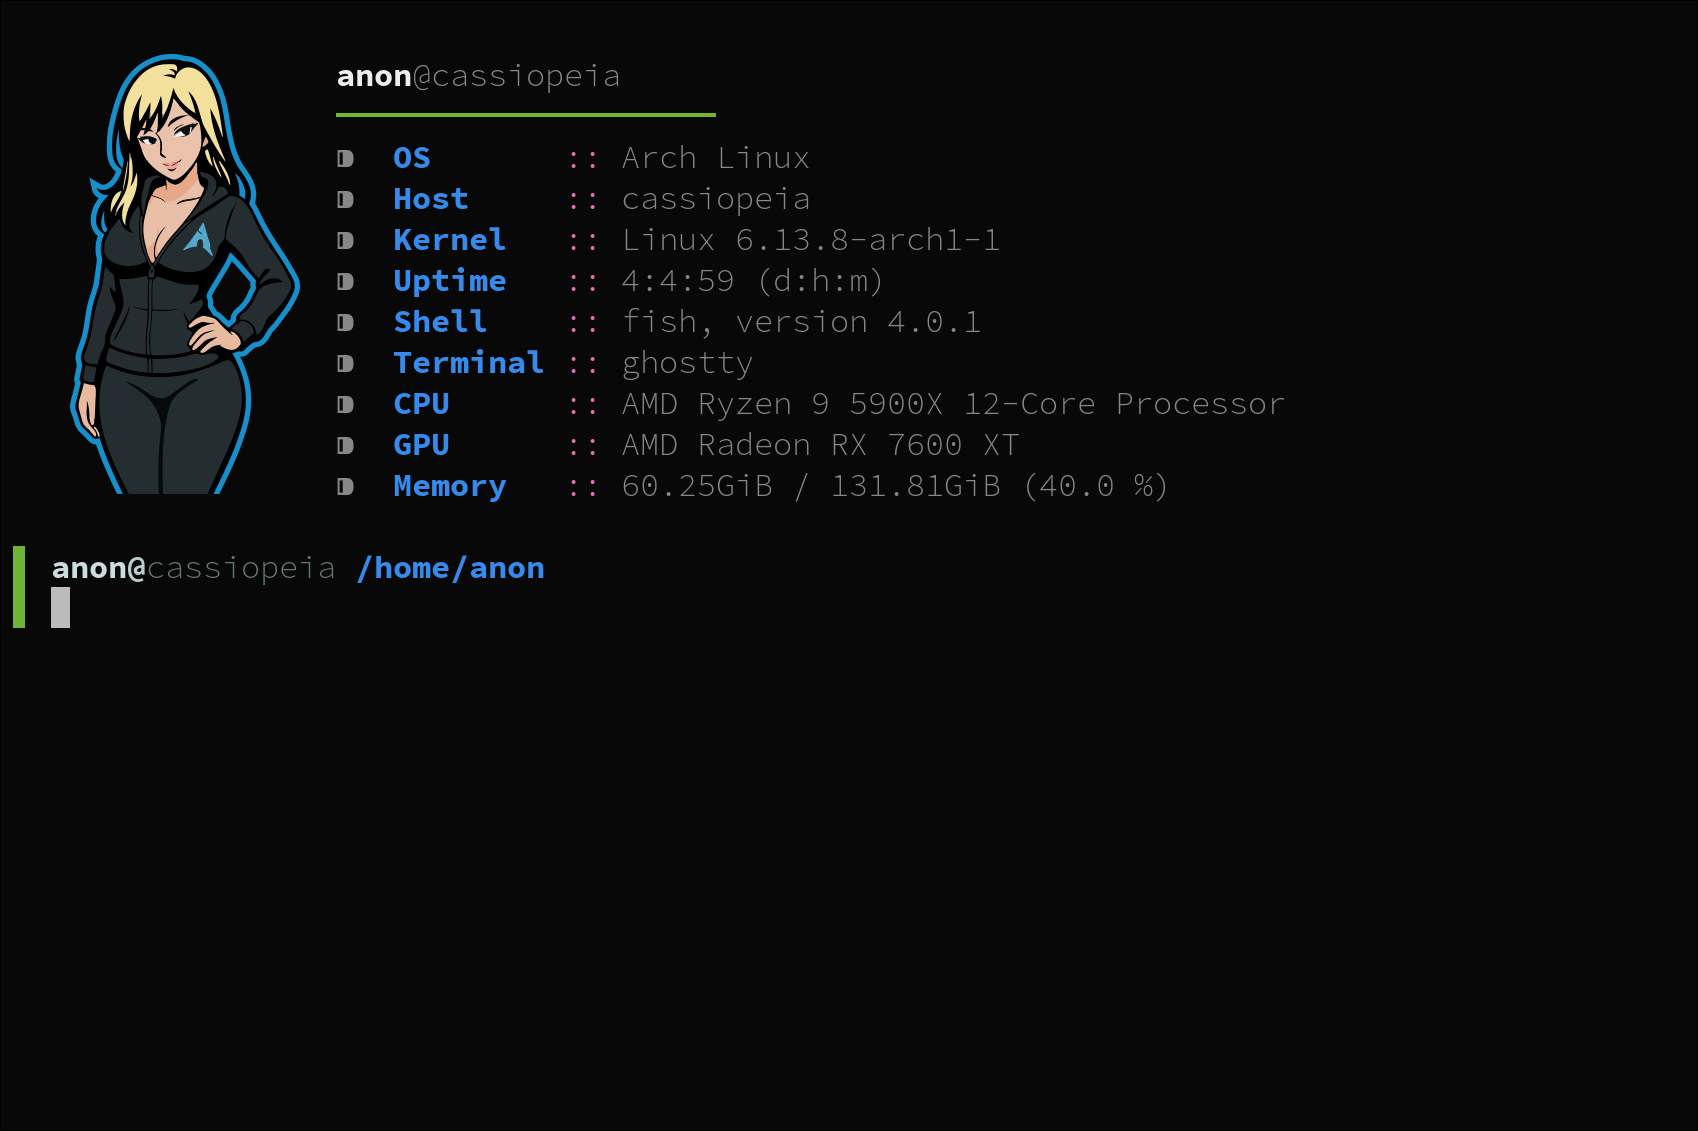 anon@cassiopeia
OS :: Arch Linux
Host :: cassiopeia
Kernel :: Linux 6.13.8-arch1-1
Uptime :: 4:4:59 (d:h:m)
Shell :: fish, version 4.0.1
Terminal :: ghostty
CPU :: AMD Ryzen 9 5900X 12-Core Processor
GPU :: AMD Radeon RX 7600 XT
Memory :: 60.25GiB / 131.81GiB (40.0 %)
anon@cassiopeia /home/anon